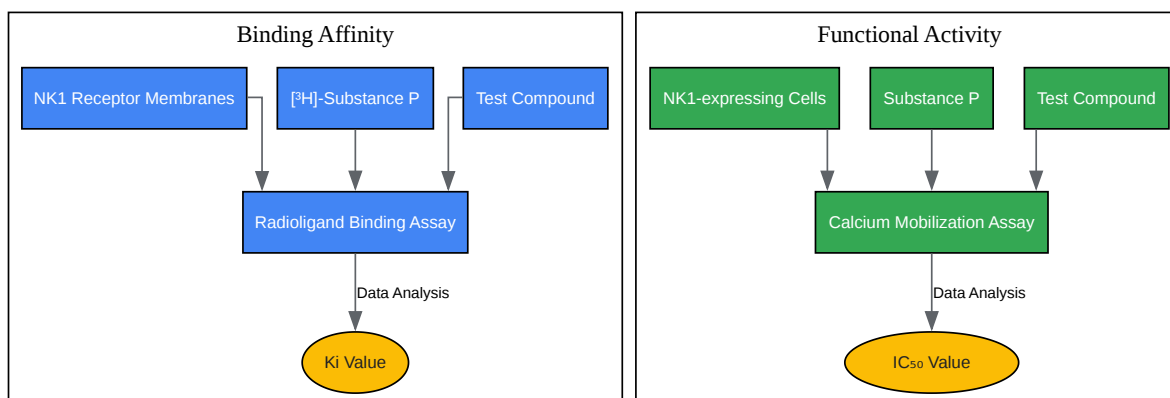 Binding Affinity
NK1 Receptor Membranes
[³H]-Substance P
Test Compound
Radioligand Binding Assay
Data Analysis
Ki Value
Functional Activity
NK1-expressing Cells
Substance P
Test Compound
Calcium Mobilization Assay
Data Analysis
IC₅₀ Value